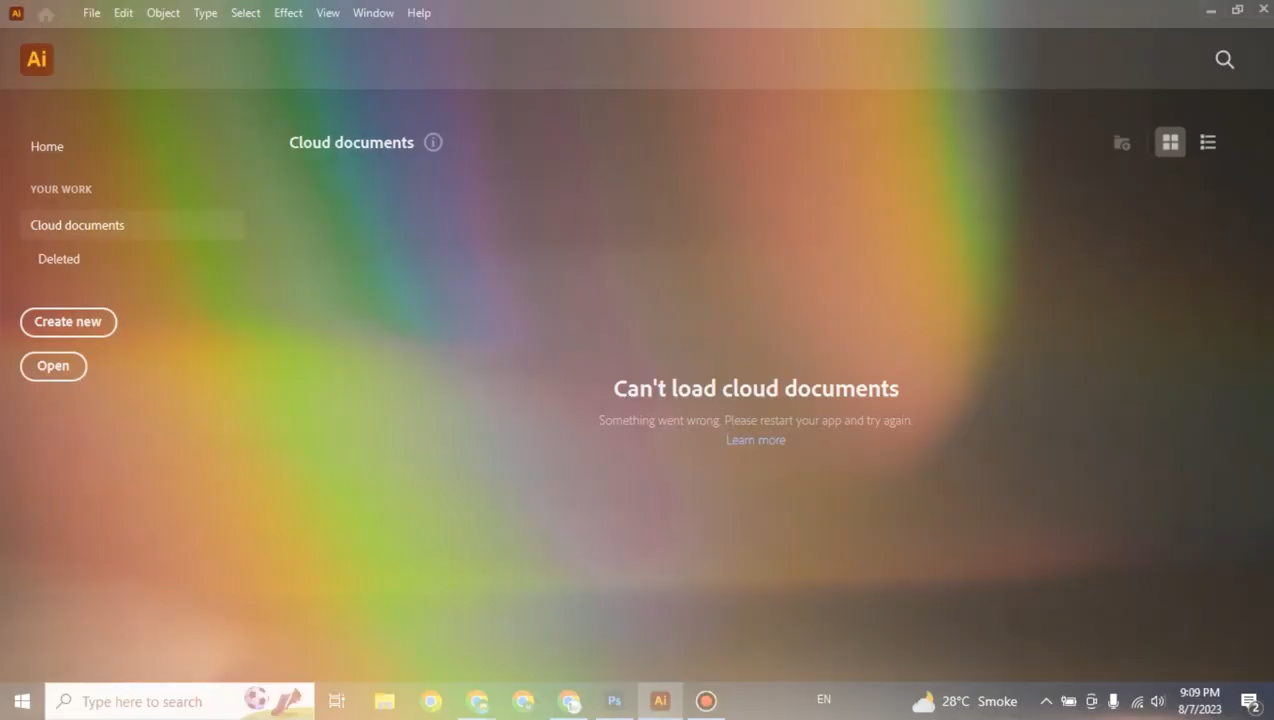 Ai File Edit Object Type Select Effect View Window Help
Ai
Cloud documents
Home
YOUR WORK
Cloud documents
Deleted
Create new
Open
Can't load cloud documents
Something went wrong. Please restart your app and try again.
Learn more
Type here to search Ps Ai EN 28°C Smoke
9:09 PM
8/7/2023
2